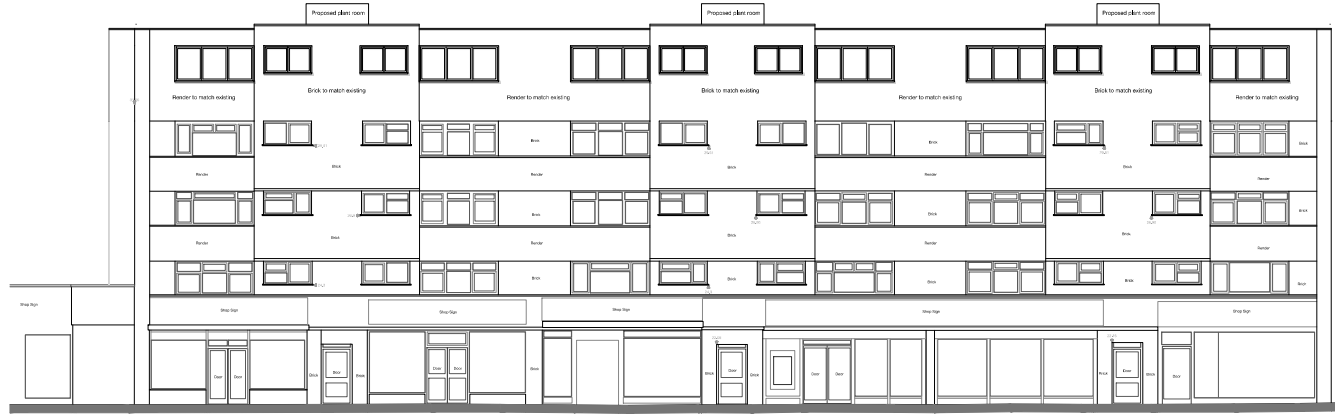 Proposed plant room
Proposed plant room
Proposed plant room
Render to match existing
Brick to match existing
Render to match existing
Brick to match existing
Render to match existing
Brick to match existing
Render to match existing
Brick
Brick
Brick
Brick
Brick
Brick
Render
Render
Render
Render
Brick
Brick
Brick
Brick
Brick
Brick
Render
Render
Render
Render
Brick
Brick
Brick
Brick
Shop Sign
Shop Sign
Shop Sign
Shop Sign
Shop Sign
Shop Sign
Door
Door
Brick
Door
Brick
Door
Door
Brick
Brick
Door
Brick
Door
Door
Brick
Door
Brick
Door